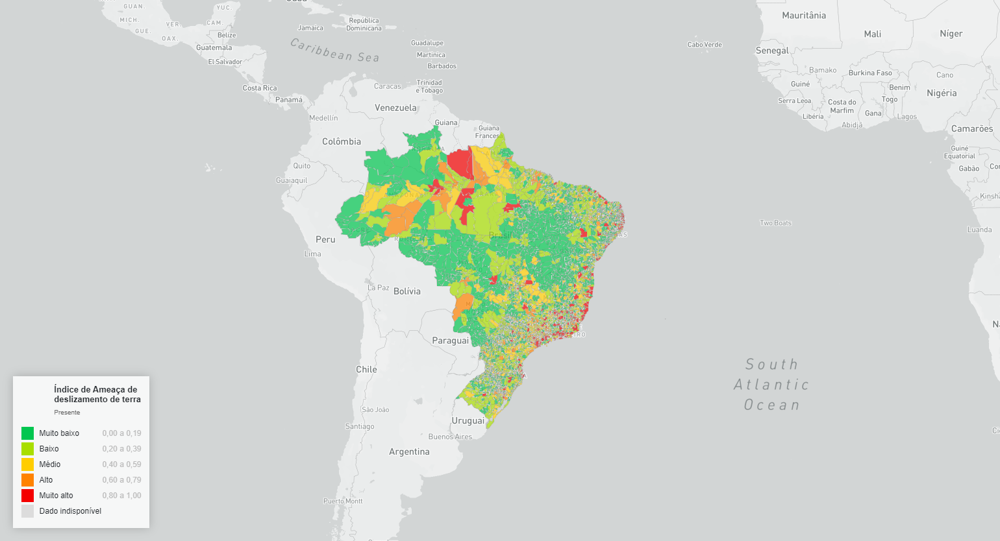 Cuba
GUAN.
YUC.
MICH.
VER.
CAM.
GUE.
OAX.
Belize
Guatemala
El Salvador
Costa Rica
Panamá
Jamaica
República
Dominicana
Caribbean Sea
Guadalupe
Martinica
Barbados
Trinidad
e Tobago
Caracas
Venezuela
Medellín
Colômbia
Guiana
Guiana
Francesa
Quito
Guaiaquil
Peru
Lima
Brasil
La Paz
Bolívia
Paraguai
Chile
São João
Santiago
Uruguai
Buenos Aires
Argentina
Puerto Montt
Cabo Verde
Mauritânia
Mali
Níger
Senegal
Bamako
Burkina Faso
Cano
Guiné
Benim
Nigéria
Togo
Serra Leoa
Costa do
Marfim
Gana
Libéria
Lagos
Abidjã
Camarões
Guiné
Equatorial
Gabão
Kinsha
Luanda
Two Boats
South
Atlantic
Ocean
Índice de Ameaça de
deslizamento de terra
Presente
Muito baixo 0,00 a 0,19
Baixo 0,20 a 0,39
Médio 0,40 a 0,59
Alto 0,60 a 0,79
Muito alto 0,80 a 1,00
Dado indisponível